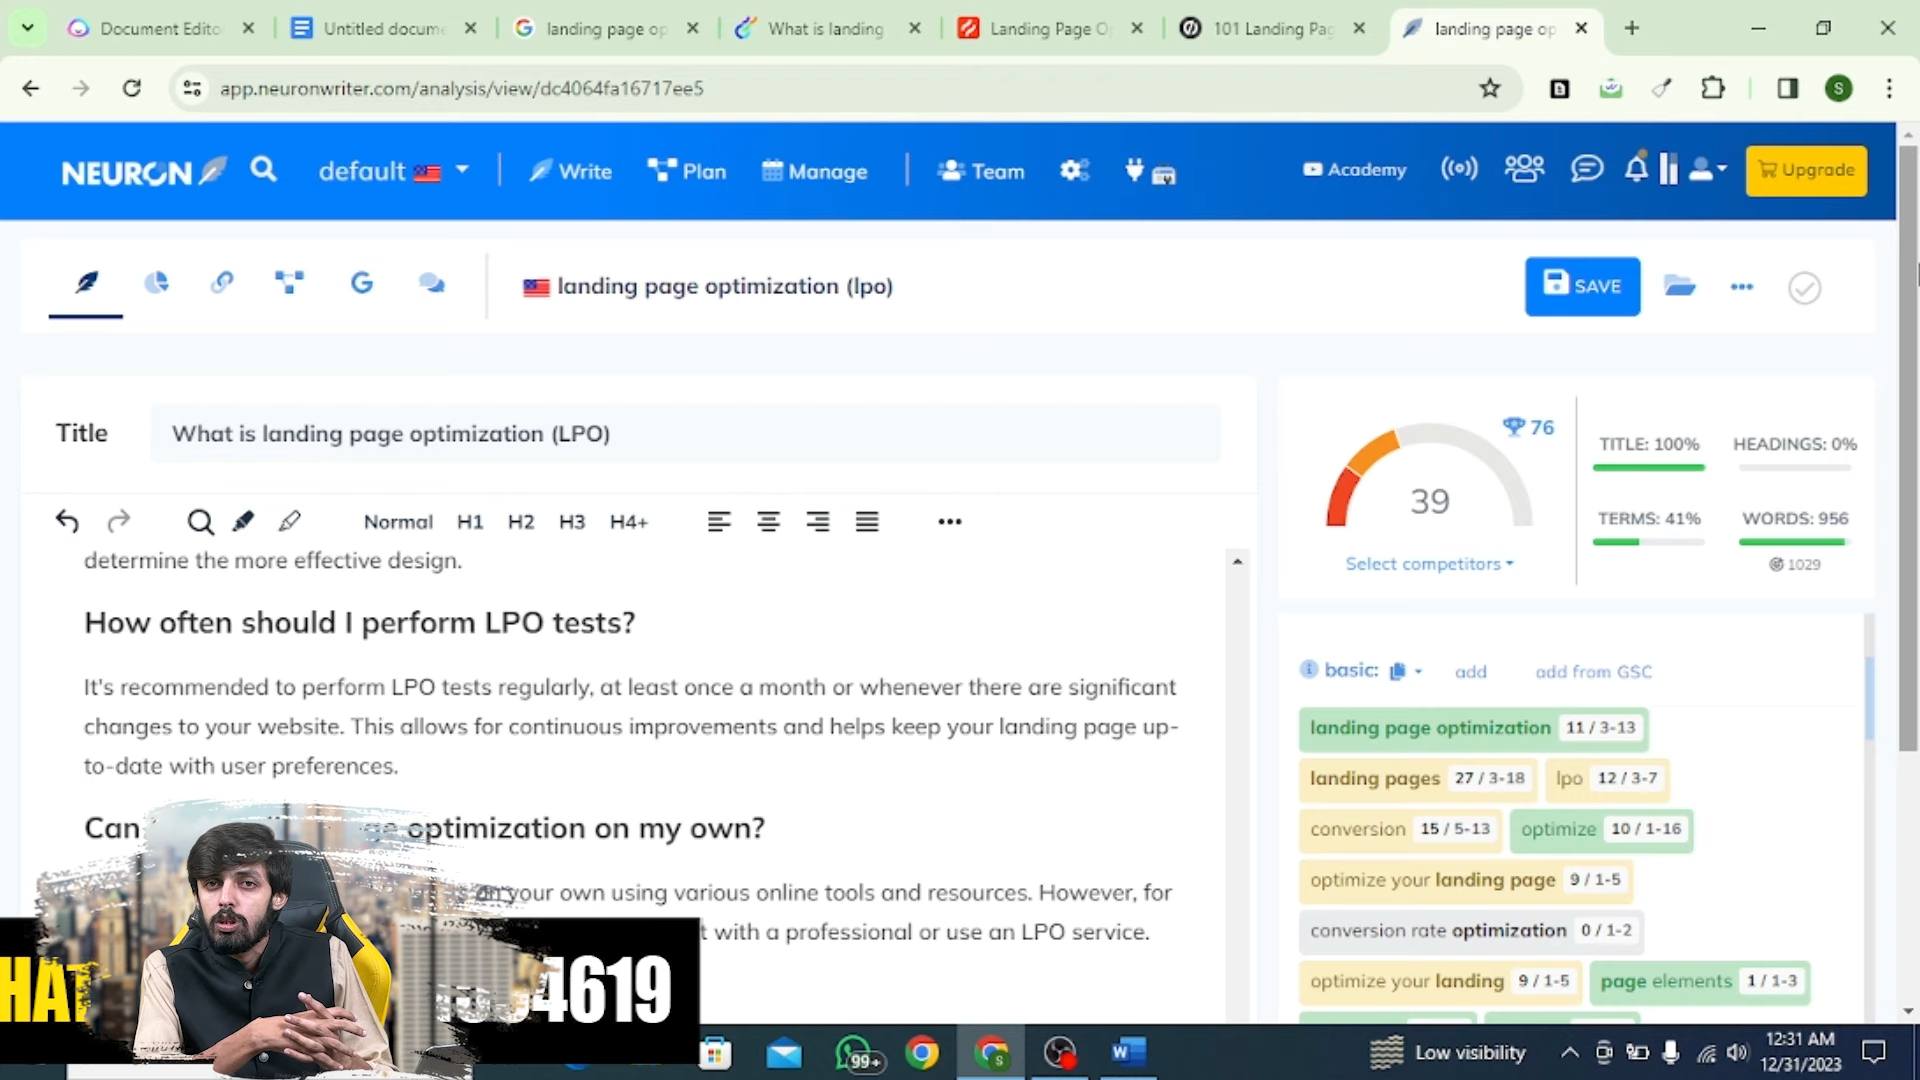 Document Edito
Untitled docume
landing page op
What is landing
Landing Page O
101 Landing Pag
landing page op
app.neuronwriter.com/analysis/view/dc4064fa16717ee5
S
NEURON
default
Write
Plan
Manage
Team
Academy
Upgrade
landing page optimization (lpo)
SAVE
Title
What is landing page optimization (LPO)
76
39
Select competitors
TITLE: 100%
HEADINGS: 0%
TERMS: 41%
WORDS: 956
1029
Normal H1 H2 H3 H4+
determine the more effective design.
How often should I perform LPO tests?
It's recommended to perform LPO tests regularly, at least once a month or whenever there are significant
changes to your website. This allows for continuous improvements and helps keep your landing page up-
to-date with user preferences.
Can optimization on my own?
your own using various online tools and resources. However, for
with a professional or use an LPO service.
basic:
add
add from GSC
landing page optimization 11 / 3-13
landing pages 27 / 3-18
lpo 12 / 3-7
conversion 15 / 5-13
optimize 10 / 1-16
optimize your landing page 9 / 1-5
conversion rate optimization 0 / 1-2
optimize your landing 9 / 1-5
page elements 1 / 1-3
HAT
4619
99+
S
W
Low visibility
12:31 AM
12/31/2023